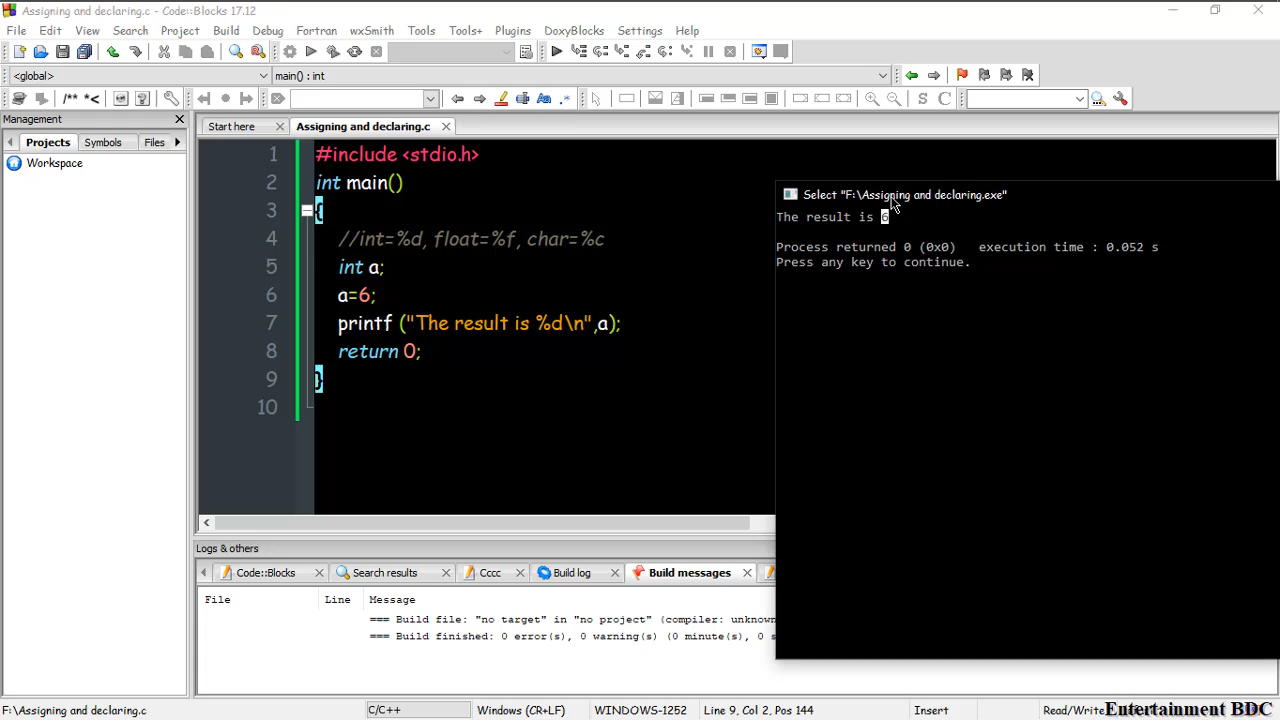 Assigning and declaring.c - Code::Blocks 17.12
File Edit View Search Project Build Debug Fortran wxSmith Tools Tools+ Plugins DoxyBlocks Settings Help
<global> main() : int
/** *< S C
Management
Projects Symbols Files
Workspace
Start here Assigning and declaring.c
1 #include <stdio.h>
2 int main()
3 {
4 //int=%d, float=%f, char=%c
5 int a;
6 a=6;
7 printf ("The result is %d\n",a);
8 return 0;
9 }
10
Select "F:\Assigning and declaring.exe"
The result is 6
Process returned 0 (0x0) execution time : 0.052 s
Press any key to continue.
Logs & others
Code::Blocks Search results Cccc Build log Build messages
File Line Message
=== Build file: "no target" in "no project" (compiler: unknown
=== Build finished: 0 error(s), 0 warning(s) (0 minute(s), 0 s
F:\Assigning and declaring.c C/C++ Windows (CR+LF) WINDOWS-1252 Line 9, Col 2, Pos 144 Insert Read/Write
Entertainment BDC